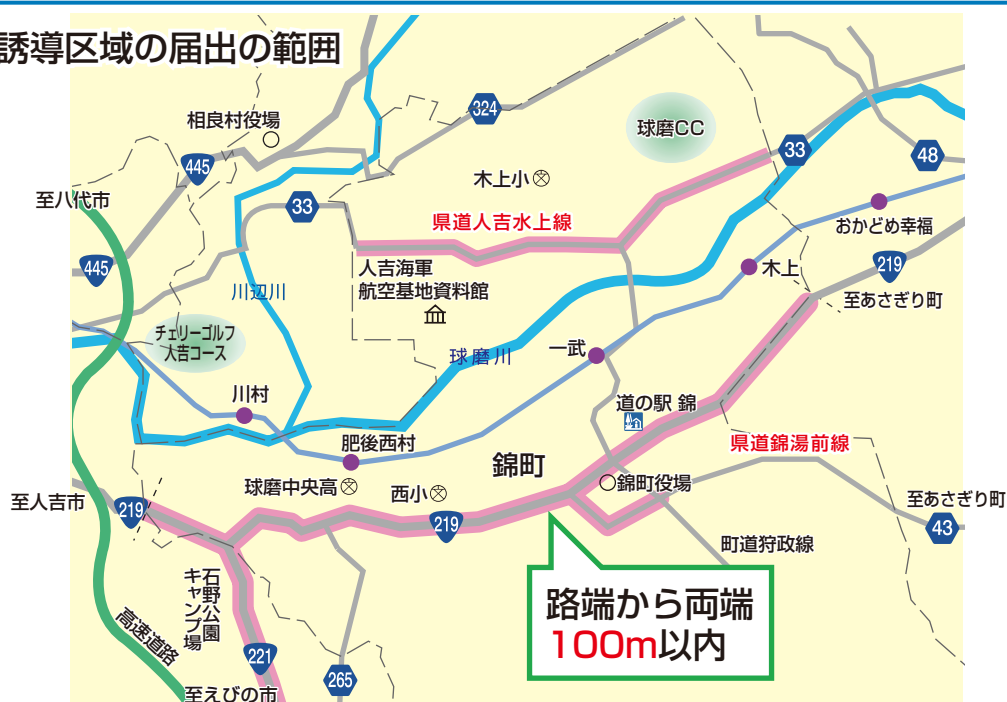 誘導区域の届出の範囲
相良村役場
324
球磨CC
33
48
445
木上小
至八代市
33
県道人吉水上線
おかどめ幸福
445
人吉海軍
航空基地資料館
木上
219
至あさぎり町
川辺川
チェリーゴルフ
人吉コース
球磨川
一武
川村
道の駅 錦
肥後西村
錦町
県道錦湯前線
球磨中央高
西小
錦町役場
至人吉市
219
219
至あさぎり町
43
町道狩政線
石野公園
キャンプ場
路端から両端
100m以内
高速道路
221
265
至えびの市